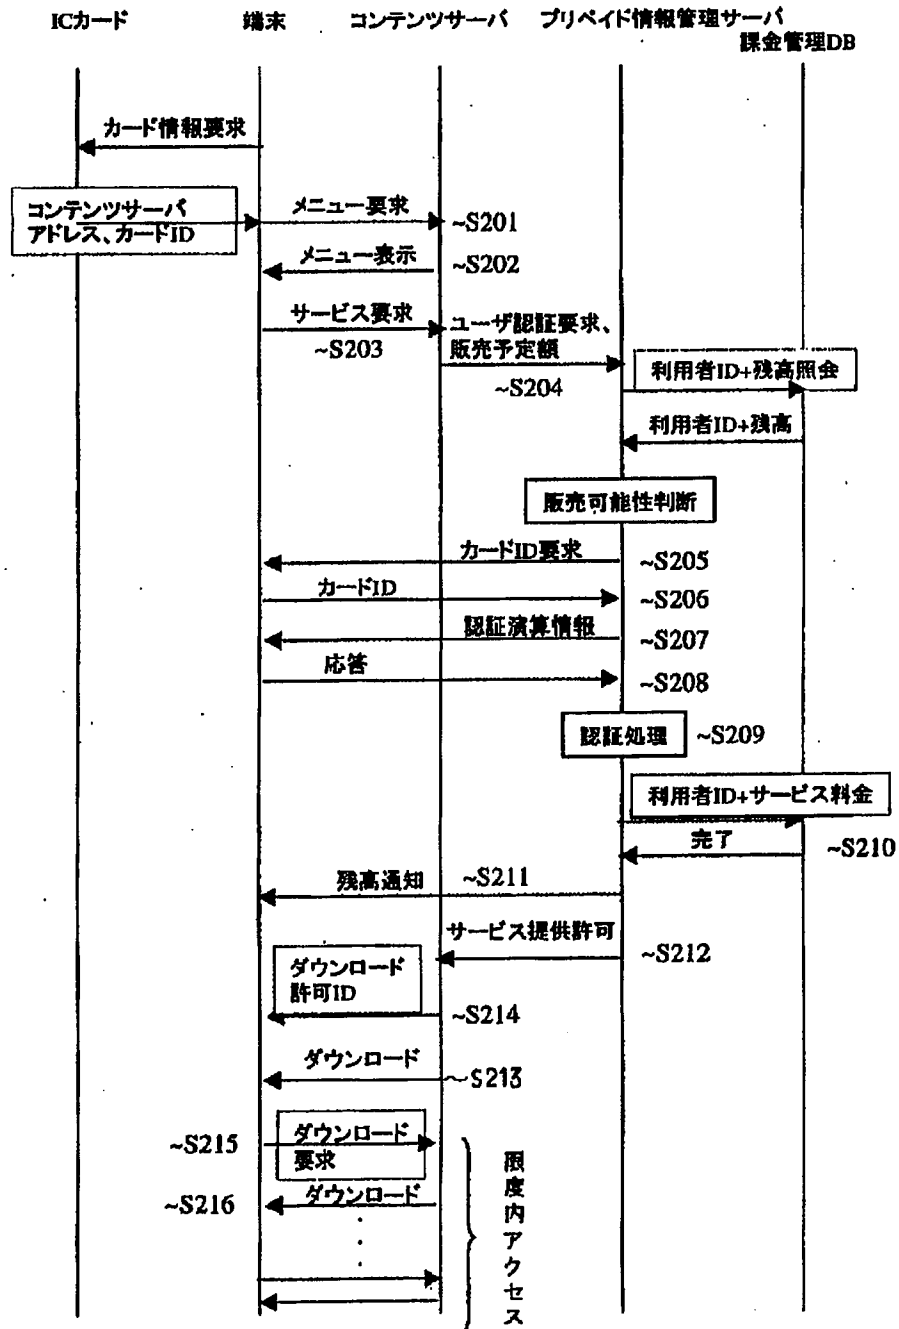 ICカード
端末
コンテンツサーバ
プリペイド情報管理サーバ
課金管理DB
カード情報要求
コンテンツサーバ
アドレス、カードID
メニュー要求
~S201
メニュー表示
~S202
サービス要求
~S203
ユーザ認証要求、
販売予定額
~S204
利用者ID+残高照会
利用者ID+残高
販売可能性判断
カードID要求
~S205
カードID
~S206
認証演算情報
~S207
応答
~S208
認証処理
~S209
利用者ID+サービス料金
完了
~S210
残高通知
~S211
サービス提供許可
~S212
ダウンロード
許可ID
~S214
ダウンロード
~S213
~S215
ダウンロード
要求
~S216
ダウンロード
限度内アクセス